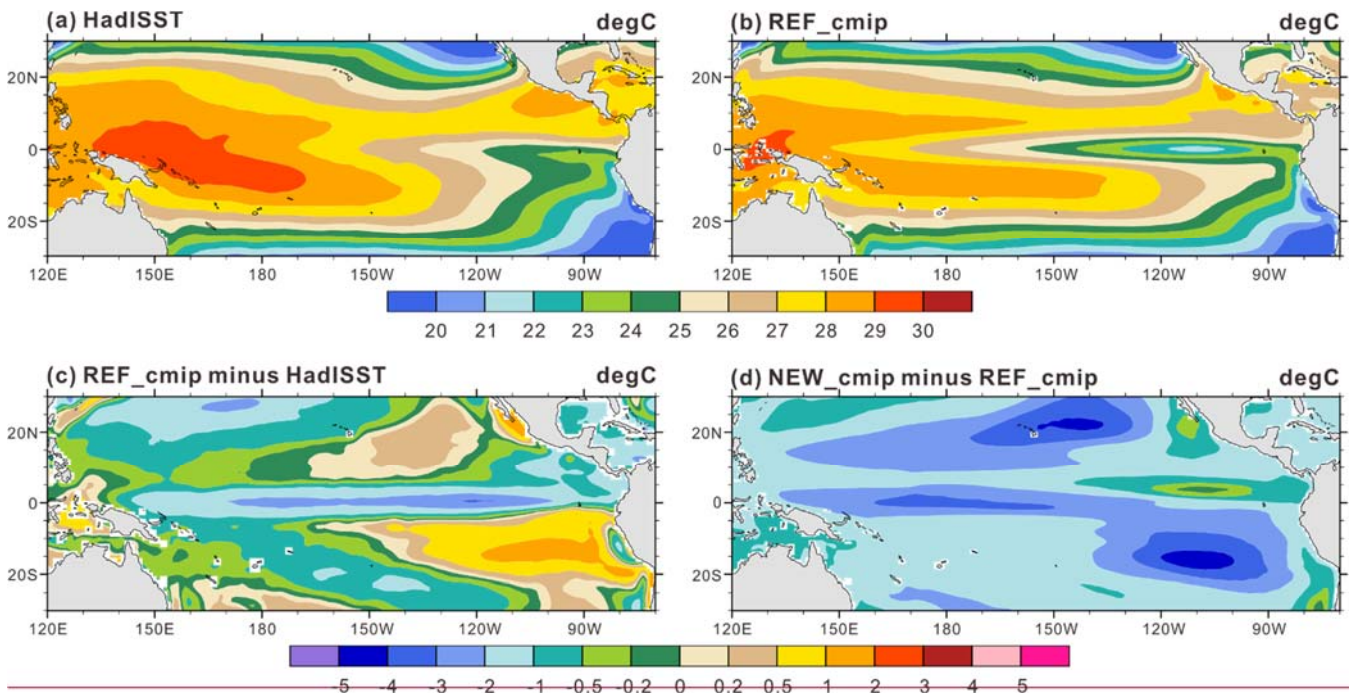 (a) HadISST degC (b) REF_cmip degC
20N 20N
0 0
20S 20S
120E 150E 180 150W 120W 90W 120E 150E 180 150W 120W 90W
20 21 22 23 24 25 26 27 28 29 30
(c) REF_cmip minus HadISST degC (d) NEW_cmip minus REF_cmip degC
20N 20N
0 0
20S 20S
120E 150E 180 150W 120W 90W 120E 150E 180 150W 120W 90W
-5 -4 -3 -2 -1 -0.5 -0.2 0 0.2 0.5 1 2 3 4 5